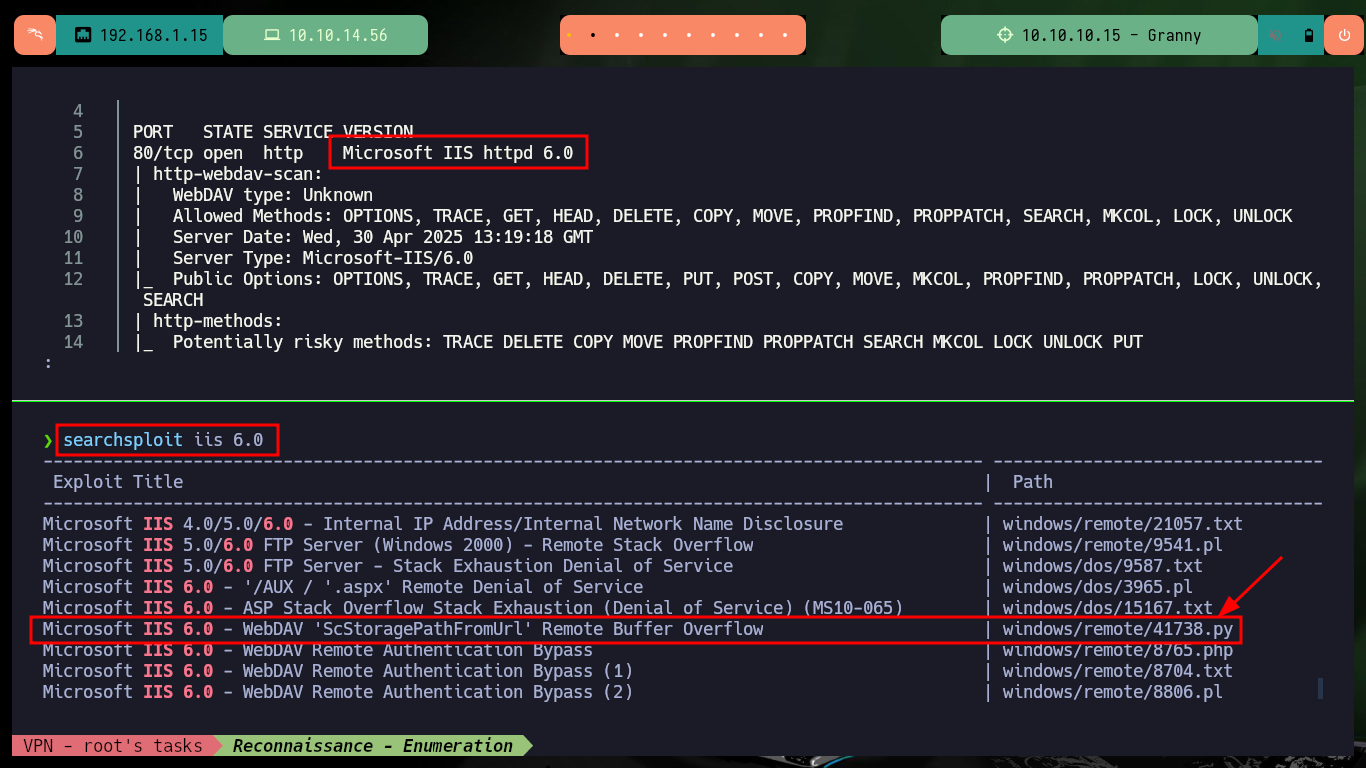 192.168.1.15 10.10.14.56 10.10.10.15 - Granny
4
5 PORT STATE SERVICE VERSION
6 80/tcp open http Microsoft IIS httpd 6.0
7 | http-webdav-scan:
8 | WebDAV type: Unknown
9 | Allowed Methods: OPTIONS, TRACE, GET, HEAD, DELETE, COPY, MOVE, PROPFIND, PROPPATCH, SEARCH, MKCOL, LOCK, UNLOCK
10 | Server Date: Wed, 30 Apr 2025 13:19:18 GMT
11 | Server Type: Microsoft-IIS/6.0
12 |_ Public Options: OPTIONS, TRACE, GET, HEAD, DELETE, PUT, POST, COPY, MOVE, MKCOL, PROPFIND, PROPPATCH, LOCK, UNLOCK,
SEARCH
13 | http-methods:
14 |_ Potentially risky methods: TRACE DELETE COPY MOVE PROPFIND PROPPATCH SEARCH MKCOL LOCK UNLOCK PUT
:
❯ searchsploit iis 6.0
Exploit Title | Path
Microsoft IIS 4.0/5.0/6.0 - Internal IP Address/Internal Network Name Disclosure | windows/remote/21057.txt
Microsoft IIS 5.0/6.0 FTP Server (Windows 2000) - Remote Stack Overflow | windows/remote/9541.pl
Microsoft IIS 5.0/6.0 FTP Server - Stack Exhaustion Denial of Service | windows/dos/9587.txt
Microsoft IIS 6.0 - '/AUX / '.aspx' Remote Denial of Service | windows/dos/3965.pl
Microsoft IIS 6.0 - ASP Stack Overflow Stack Exhaustion (Denial of Service) (MS10-065) | windows/dos/15167.txt
Microsoft IIS 6.0 - WebDAV 'ScStoragePathFromUrl' Remote Buffer Overflow | windows/remote/41738.py
Microsoft IIS 6.0 - WebDAV Remote Authentication Bypass | windows/remote/8765.php
Microsoft IIS 6.0 - WebDAV Remote Authentication Bypass (1) | windows/remote/8704.txt
Microsoft IIS 6.0 - WebDAV Remote Authentication Bypass (2) | windows/remote/8806.pl
VPN - root's tasks Reconnaissance - Enumeration